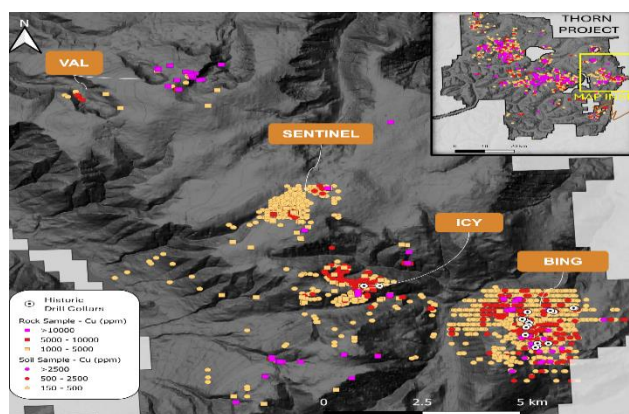 N
THORN
PROJECT
MAP
VAL
SENTINEL
ICY
BING
Historic
Drill Collars
Rock Sample - Cu (ppm)
>10000
5000 - 10000
1000 - 5000
Soil Sample - Cu (ppm)
>2500
500 - 2500
150 - 500
0 2.5 5 km